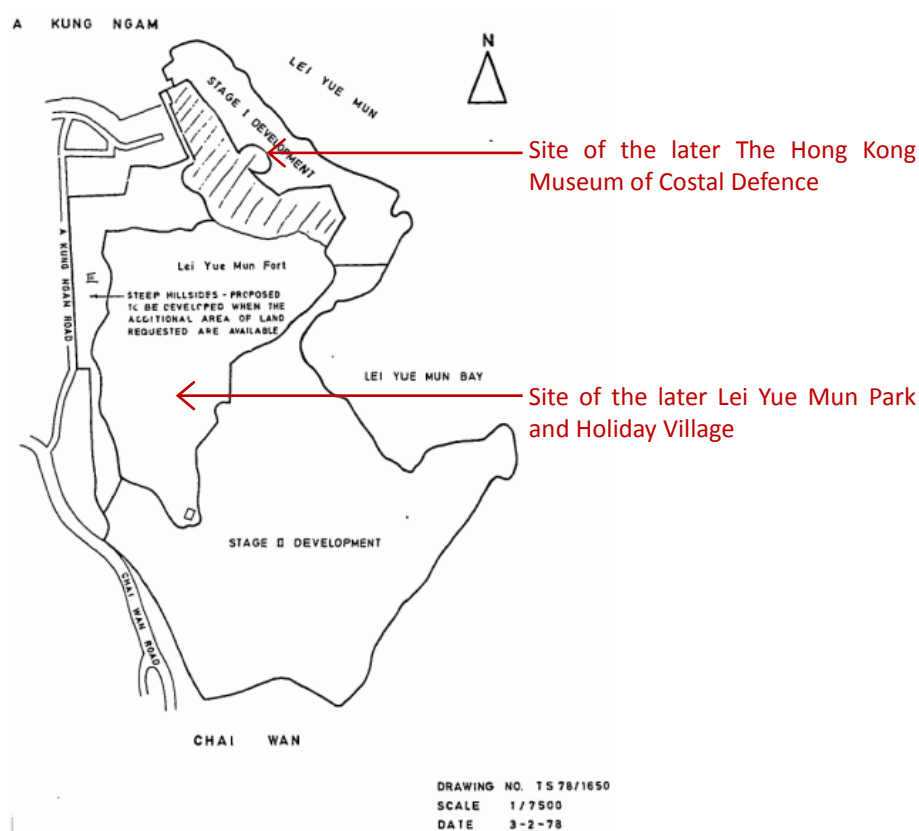 A KUNG NGAM
N
LEI YUE MUN
STAGE I DEVELOPMENT
Site of the later The Hong Kong
Museum of Costal Defence
A KUNG NGAM ROAD
Lei Yue Mun Fort
STEEP HILLSIDES - PROPOSED
TO BE DEVELOPED WHEN THE
ADDITIONAL AREA OF LAND
REQUESTED ARE AVAILABLE
LEI YUE MUN BAY
Site of the later Lei Yue Mun Park
and Holiday Village
STAGE II DEVELOPMENT
CHAI WAN ROAD
CHAI WAN
DRAWING NO. TS 78/1650
SCALE 1/7500
DATE 3-2-78